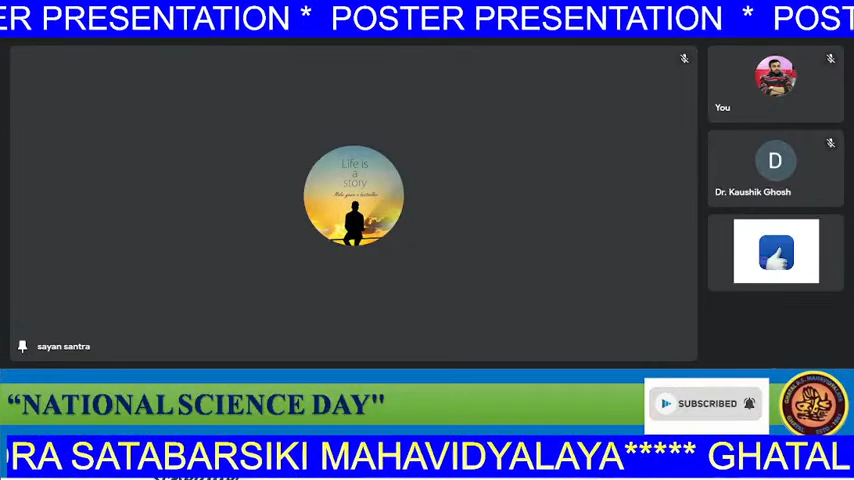 ER PRESENTATION * POSTER PRESENTATION * POST
You
Life is
a
story
D
Dr. Kaushik Ghosh
sayan santra
“NATIONAL SCIENCE DAY"
SUBSCRIBED
DRA SATABARSIKI MAHAVIDYALAYA***** GHATAL